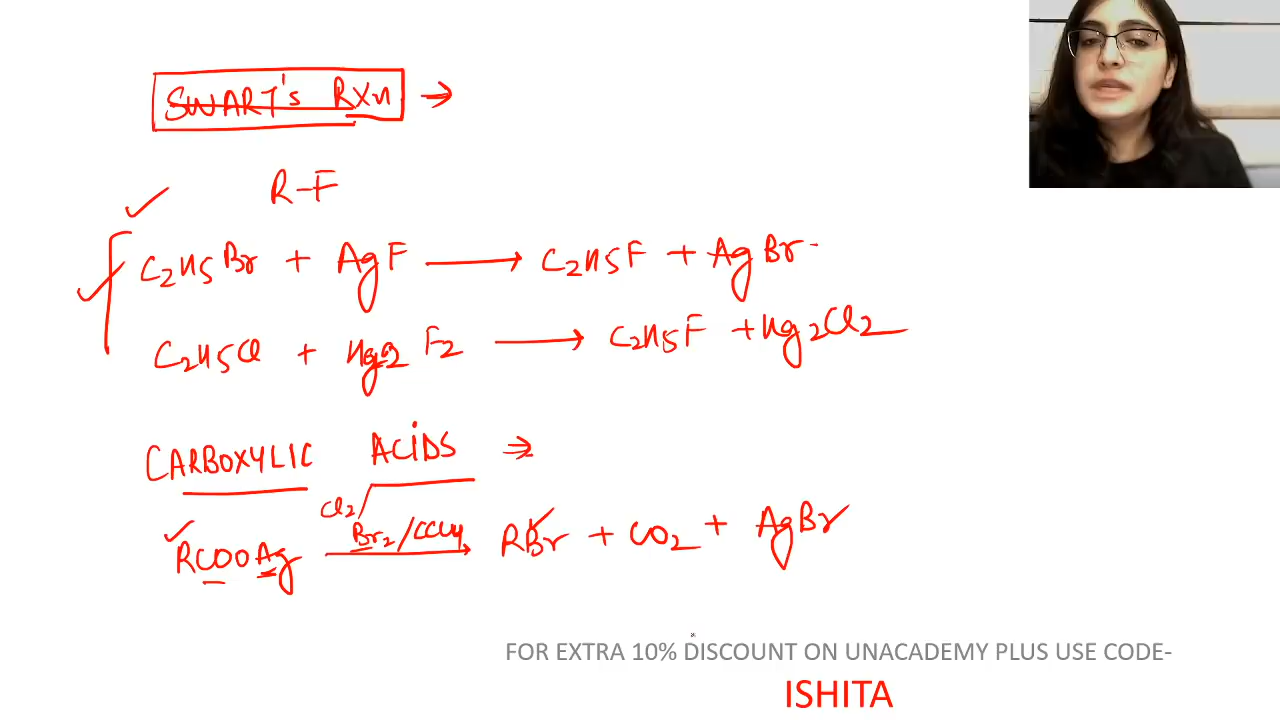 SWART's RXn →
R-F
C2H5Br + AgF → C2H5F + AgBr
C2H5Cl + Hg2F2 → C2H5F + Hg2Cl2
CARBOXYLIC ACIDS ⇒
Cl2/
Br2/CCl4
RCOOAg → RBr + CO2 + AgBr
FOR EXTRA 10% DISCOUNT ON UNACADEMY PLUS USE CODE-
ISHITA